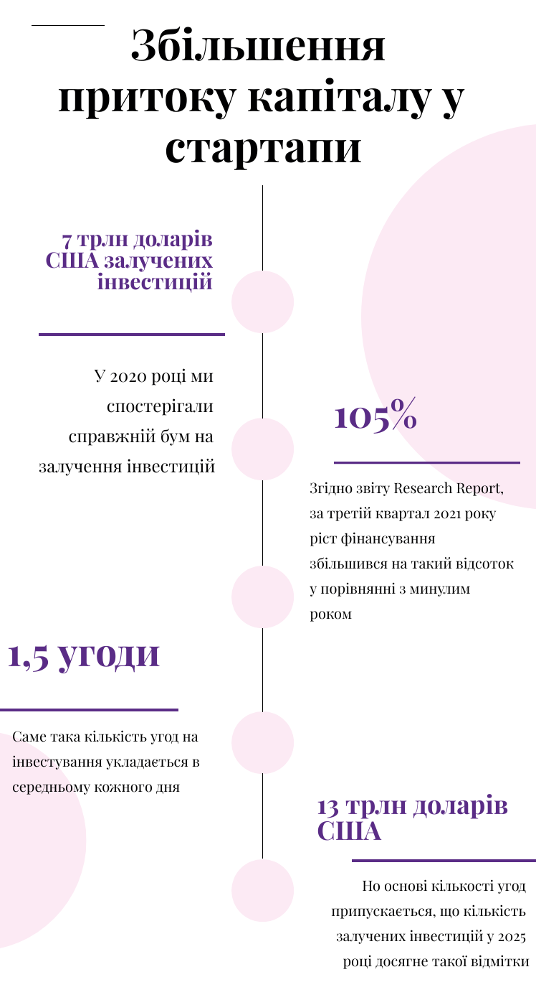 Збільшення
притоку капіталу у
стартапи
7 трлн доларів
США залучених
інвестицій
У 2020 році ми
спостерігали
справжній бум на
залучення інвестицій
105%
Згідно звіту Research Report,
за третій квартал 2021 року
ріст фінансування
збільшився на такий відсоток
у порівнянні з минулим
роком
1,5 угоди
Саме така кількість угод на
інвестування укладається в
середньому кожного дня
13 трлн доларів
США
Но основі кількості угод
припускається, що кількість
залучених інвестицій у 2025
році досягне такої відмітки